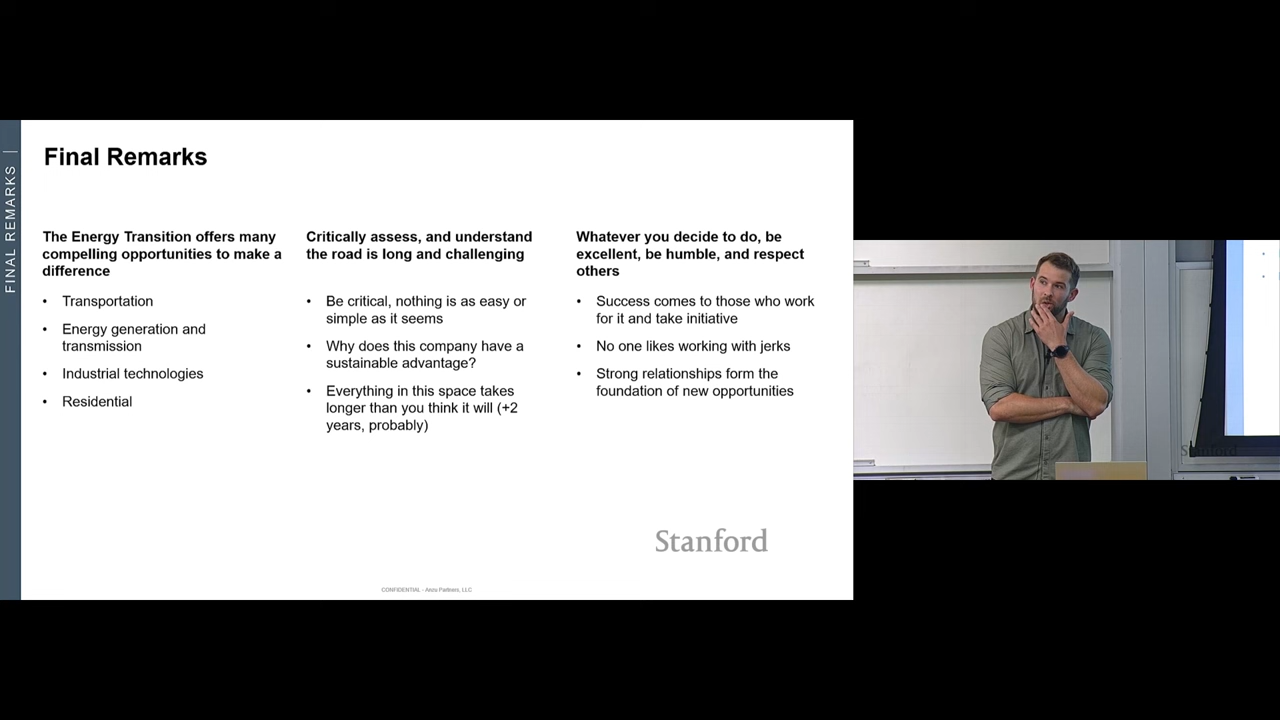 FINAL REMARKS |
Final Remarks
The Energy Transition offers many
compelling opportunities to make a
difference
• Transportation
• Energy generation and
transmission
• Industrial technologies
• Residential
Critically assess, and understand
the road is long and challenging
• Be critical, nothing is as easy or
simple as it seems
• Why does this company have a
sustainable advantage?
• Everything in this space takes
longer than you think it will (+2
years, probably)
Whatever you decide to do, be
excellent, be humble, and respect
others
• Success comes to those who work
for it and take initiative
• No one likes working with jerks
• Strong relationships form the
foundation of new opportunities
Stanford
CONFIDENTIAL - Anzu Partners, LLC
Stanford